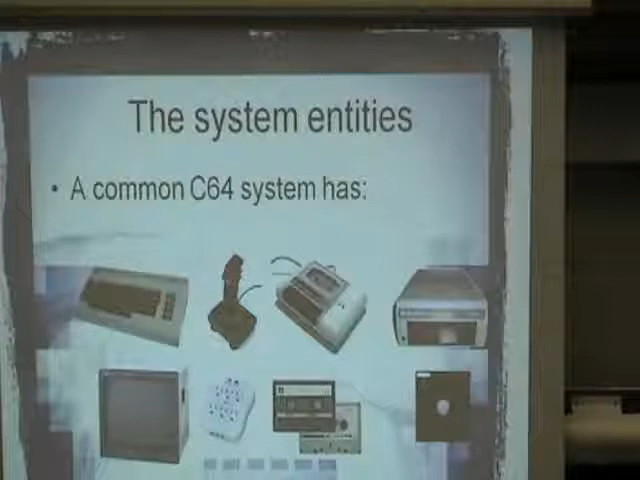 The system entities
• A common C64 system has: